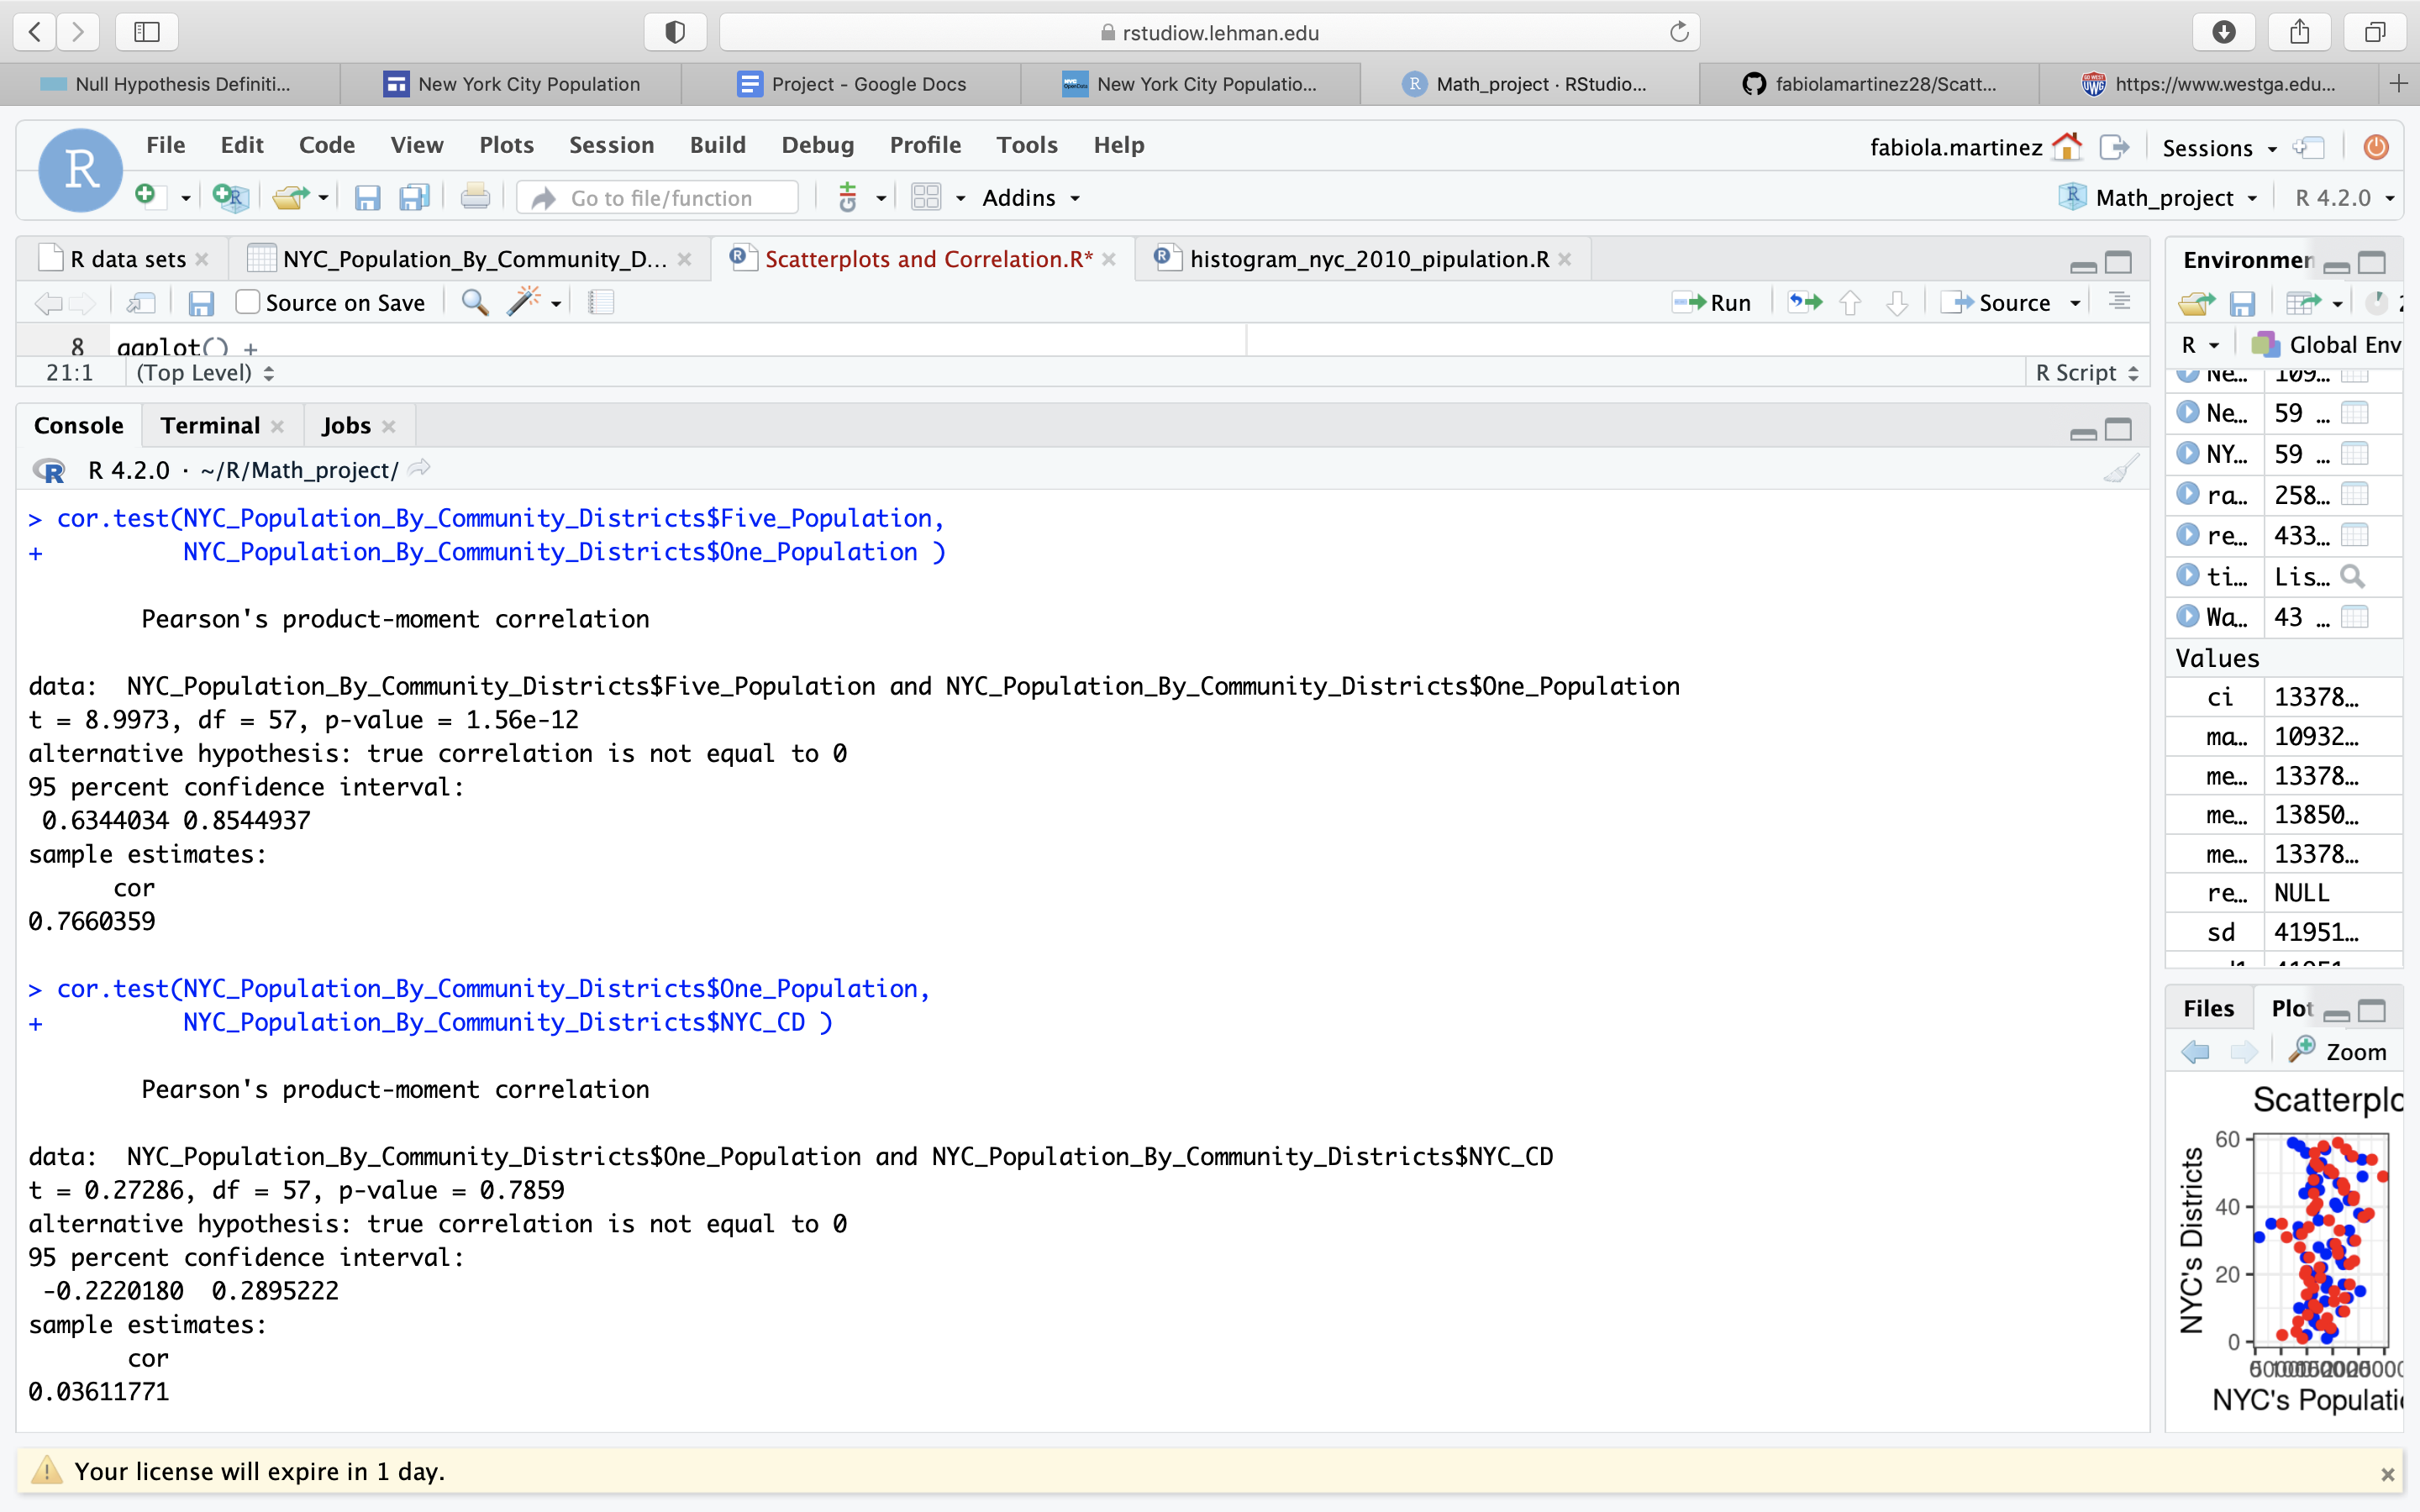 rstudiow.lehman.edu
Null Hypothesis Definiti...
New York City Population
Project - Google Docs
New York City Populatio...
Math_project · RStudio...
fabiolamartinez28/Scatt...
https://www.westga.edu...
File Edit Code View Plots Session Build Debug Profile Tools Help
fabiola.martinez
Sessions
Go to file/function
Addins
Math_project
R 4.2.0
R data sets
NYC_Population_By_Community_D...
Scatterplots and Correlation.R*
histogram_nyc_2010_pipulation.R
Source on Save
Run
Source
8 ggplot() +
21:1 (Top Level)
R Script
Console Terminal Jobs
R 4.2.0 · ~/R/Math_project/
> cor.test(NYC_Population_By_Community_Districts$Five_Population,
+ NYC_Population_By_Community_Districts$One_Population )
Pearson's product-moment correlation
data: NYC_Population_By_Community_Districts$Five_Population and NYC_Population_By_Community_Districts$One_Population
t = 8.9973, df = 57, p-value = 1.56e-12
alternative hypothesis: true correlation is not equal to 0
95 percent confidence interval:
0.6344034 0.8544937
sample estimates:
cor
0.7660359
> cor.test(NYC_Population_By_Community_Districts$One_Population,
+ NYC_Population_By_Community_Districts$NYC_CD )
Pearson's product-moment correlation
data: NYC_Population_By_Community_Districts$One_Population and NYC_Population_By_Community_Districts$NYC_CD
t = 0.27286, df = 57, p-value = 0.7859
alternative hypothesis: true correlation is not equal to 0
95 percent confidence interval:
-0.2220180 0.2895222
sample estimates:
cor
0.03611771
Environmen
R
Global Env
Ne... 109...
Ne... 59 ...
NY... 59 ...
ra... 258...
re... 433...
ti... Lis...
Wa... 43 ...
Values
ci 13378...
ma... 10932...
me... 13378...
me... 13850...
me... 13378...
re... NULL
sd 41951...
Files Plot
Zoom
Scatterplo
NYC's Districts
60
40
20
0
NYC's Populati
Your license will expire in 1 day.